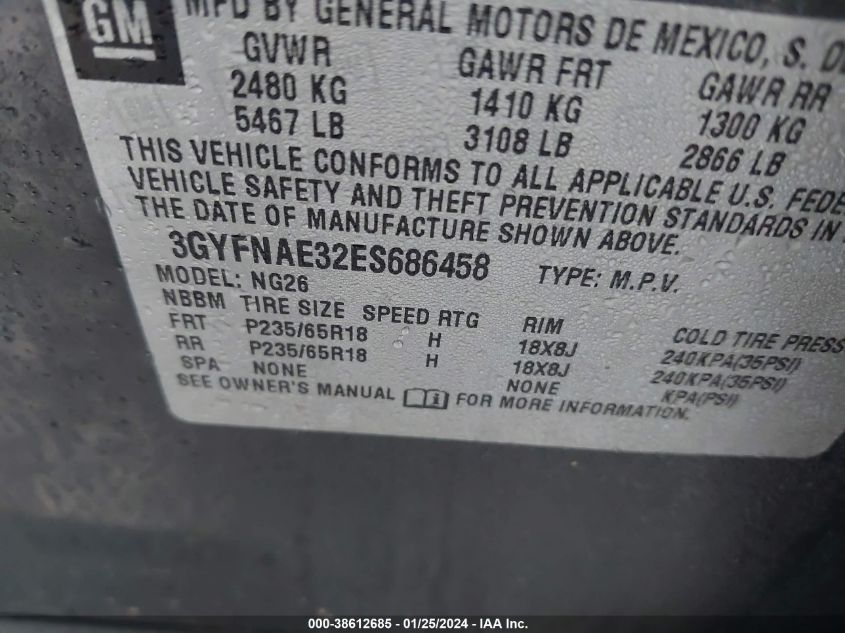 GM
MFD BY GENERAL MOTORS DE MEXICO, S. DE
GVWR GAWR FRT GAWR RR
2480 KG 1410 KG 1300 KG
5467 LB 3108 LB 2866 LB
THIS VEHICLE CONFORMS TO ALL APPLICABLE U.S. FEDE
VEHICLE SAFETY AND THEFT PREVENTION STANDARDS IN
THE DATE OF MANUFACTURE SHOWN ABOVE.
3GYFNAE32ES686458 TYPE: M.P.V.
MODEL: NG26
NBBM TIRE SIZE SPEED RTG RIM COLD TIRE PRESS
FRT P235/65R18 H 18X8J 240KPA(35PSI)
RR P235/65R18 H 18X8J 240KPA(35PSI)
SPA NONE NONE KPA(PSI)
SEE OWNER'S MANUAL i FOR MORE INFORMATION.
000-38612685 - 01/25/2024 - IAA Inc.